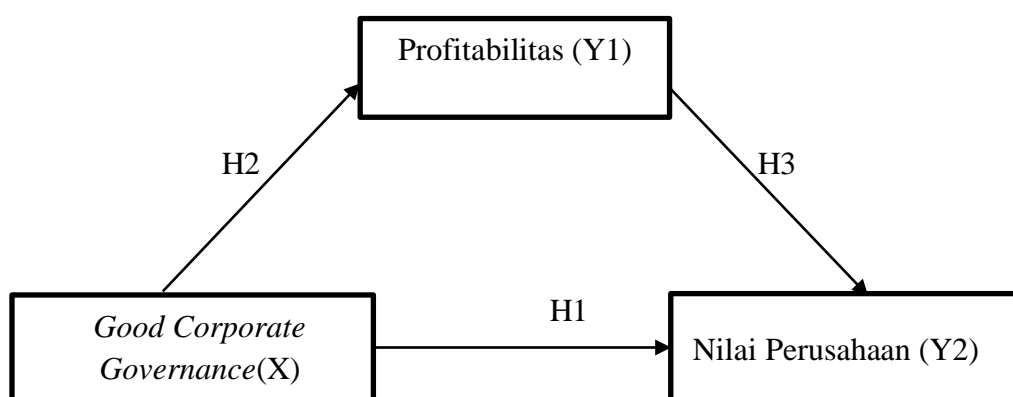 Profitabilitas (Y1)
H2
H3
H1
Good Corporate
Governance(X)
Nilai Perusahaan (Y2)